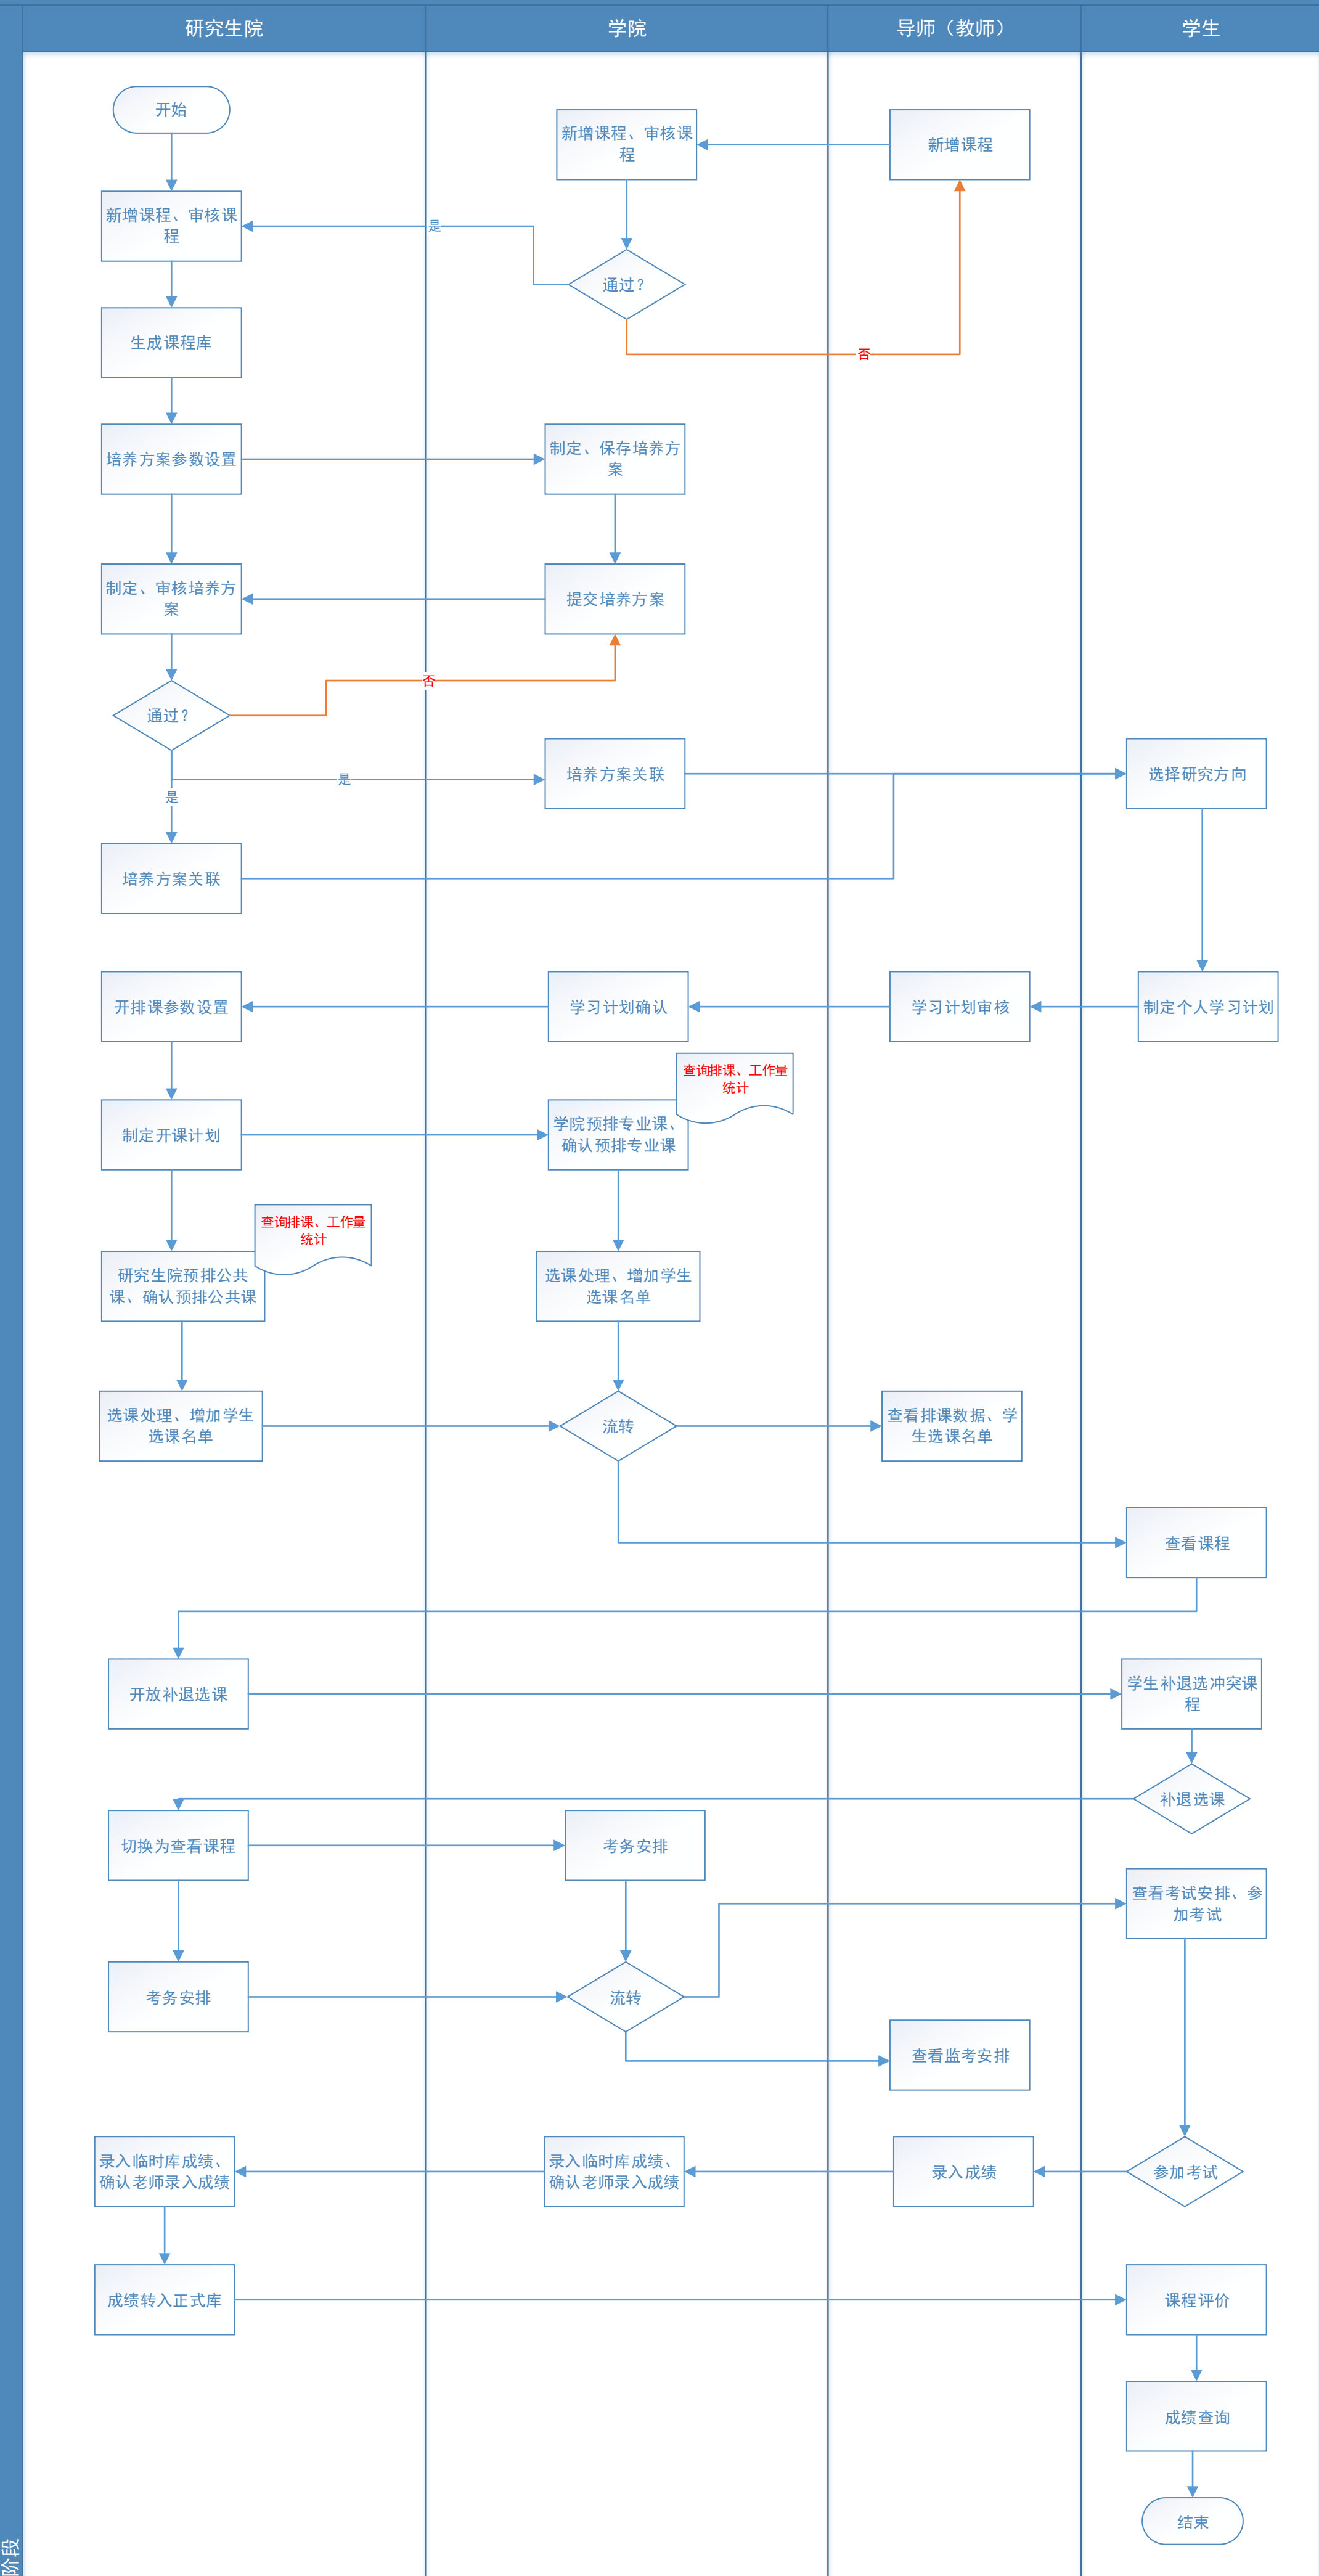 研究生院
学院
导师（教师）
学生
开始
新增课程、审核课
程
新增课程
新增课程、审核课
程
是
通过？
否
生成课程库
培养方案参数设置
制定、保存培养方
案
制定、审核培养方
案
提交培养方案
否
通过？
是
是
培养方案关联
选择研究方向
培养方案关联
开排课参数设置
学习计划确认
学习计划审核
制定个人学习计划
查询排课、工作量
统计
制定开课计划
学院预排专业课、
确认预排专业课
查询排课、工作量
统计
研究生院预排公共
课、确认预排公共课
选课处理、增加学生
选课名单
选课处理、增加学生
选课名单
流转
查看排课数据、学
生选课名单
查看课程
开放补退选课
学生补退选冲突课
程
补退选课
切换为查看课程
考务安排
查看考试安排、参
加考试
考务安排
流转
查看监考安排
录入临时库成绩、
确认老师录入成绩
录入临时库成绩、
确认老师录入成绩
录入成绩
参加考试
成绩转入正式库
课程评价
成绩查询
结束
阶段